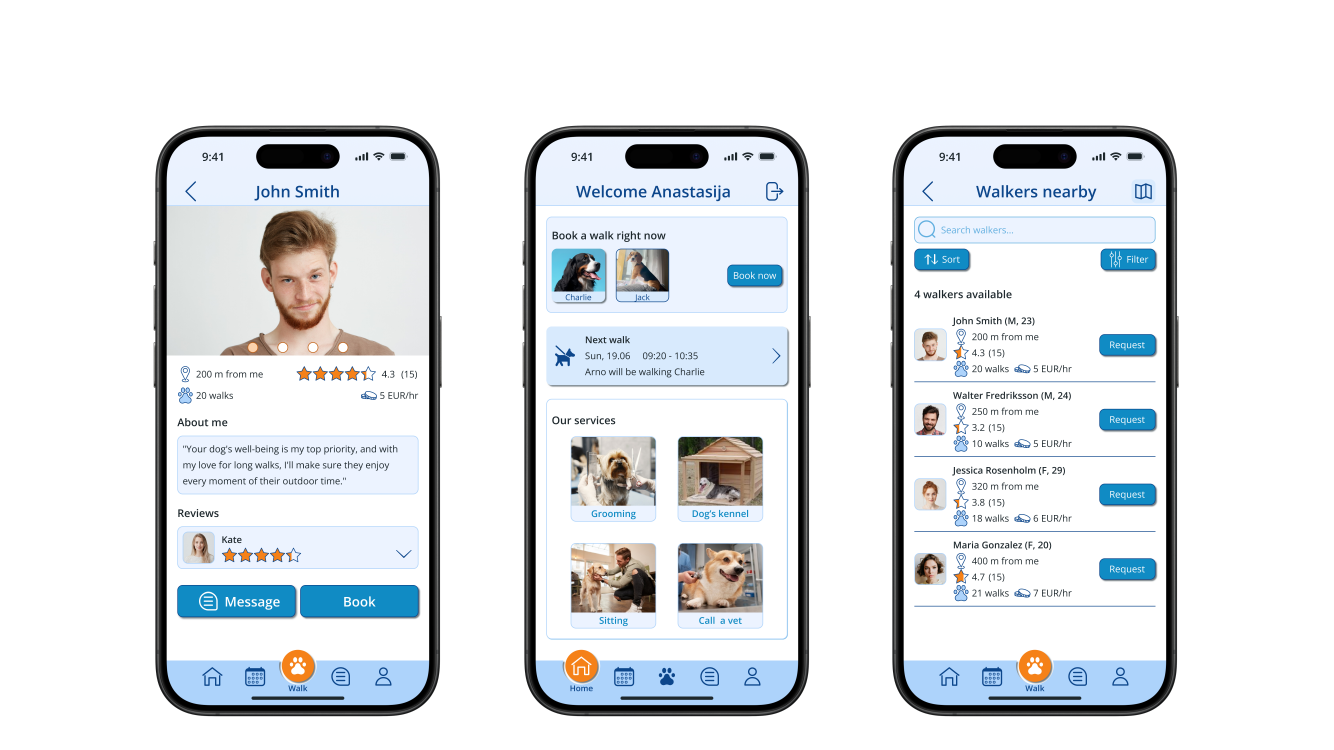 9:41
John Smith
200 m from me
4.3 (15)
20 walks
5 EUR/hr
About me
"Your dog's well-being is my top priority, and with
my love for long walks, I'll make sure they enjoy
every moment of their outdoor time."
Reviews
Kate
Message
Book
Walk
9:41
Welcome Anastasija
Book a walk right now
Charlie
Jack
Book now
Next walk
Sun, 19.06 09:20 - 10:35
Arno will be walking Charlie
Our services
Grooming
Dog's kennel
Sitting
Call a vet
Home
9:41
Walkers nearby
Search walkers...
Sort
Filter
4 walkers available
John Smith (M, 23)
200 m from me
4.3 (15)
20 walks 5 EUR/hr
Request
Walter Fredriksson (M, 24)
250 m from me
3.2 (15)
10 walks 5 EUR/hr
Request
Jessica Rosenholm (F, 29)
320 m from me
3.8 (15)
18 walks 6 EUR/hr
Request
Maria Gonzalez (F, 20)
400 m from me
4.7 (15)
21 walks 7 EUR/hr
Request
Walk